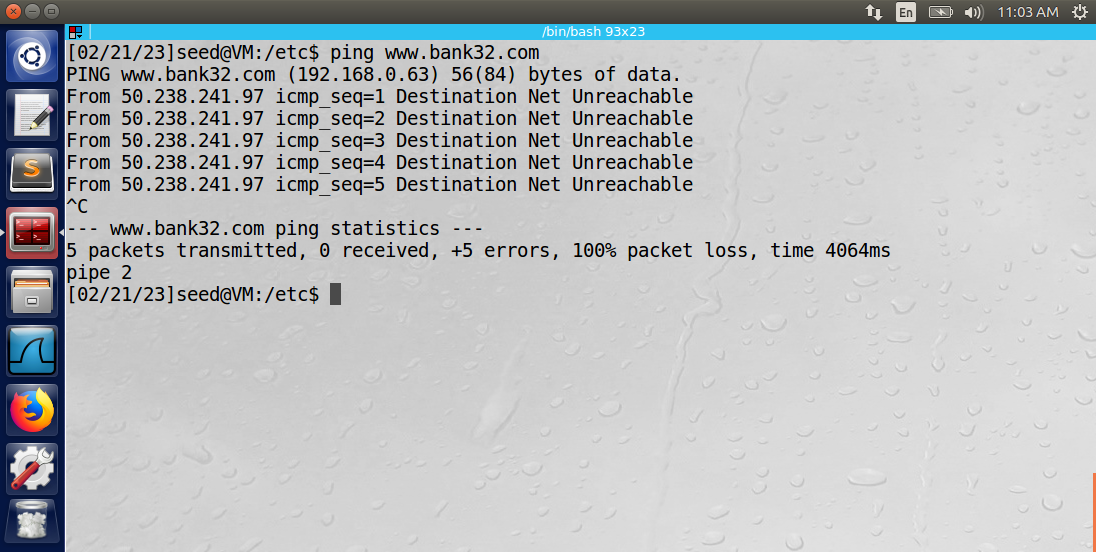 En
11:03 AM
/bin/bash 93x23
[02/21/23]seed@VM:/etc$ ping www.bank32.com
PING www.bank32.com (192.168.0.63) 56(84) bytes of data.
From 50.238.241.97 icmp_seq=1 Destination Net Unreachable
From 50.238.241.97 icmp_seq=2 Destination Net Unreachable
From 50.238.241.97 icmp_seq=3 Destination Net Unreachable
From 50.238.241.97 icmp_seq=4 Destination Net Unreachable
From 50.238.241.97 icmp_seq=5 Destination Net Unreachable
^C
--- www.bank32.com ping statistics ---
5 packets transmitted, 0 received, +5 errors, 100% packet loss, time 4064ms
pipe 2
[02/21/23]seed@VM:/etc$